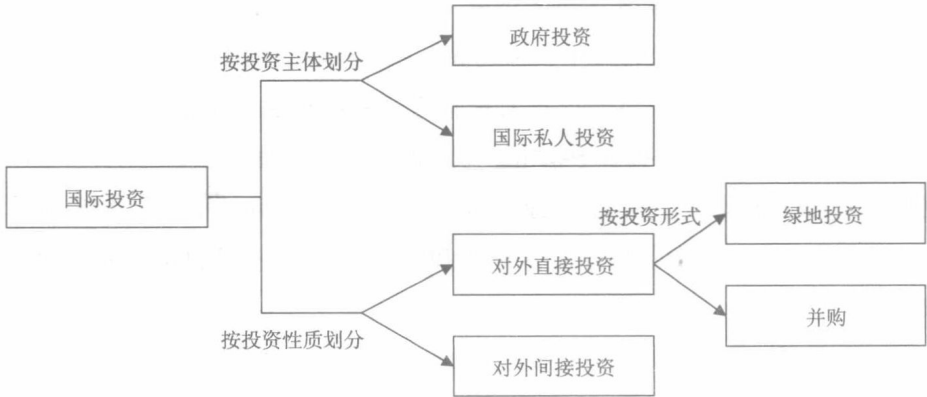 政府投资
按投资主体划分
国际私人投资
国际投资
按投资形式
绿地投资
对外直接投资
并购
按投资性质划分
对外间接投资